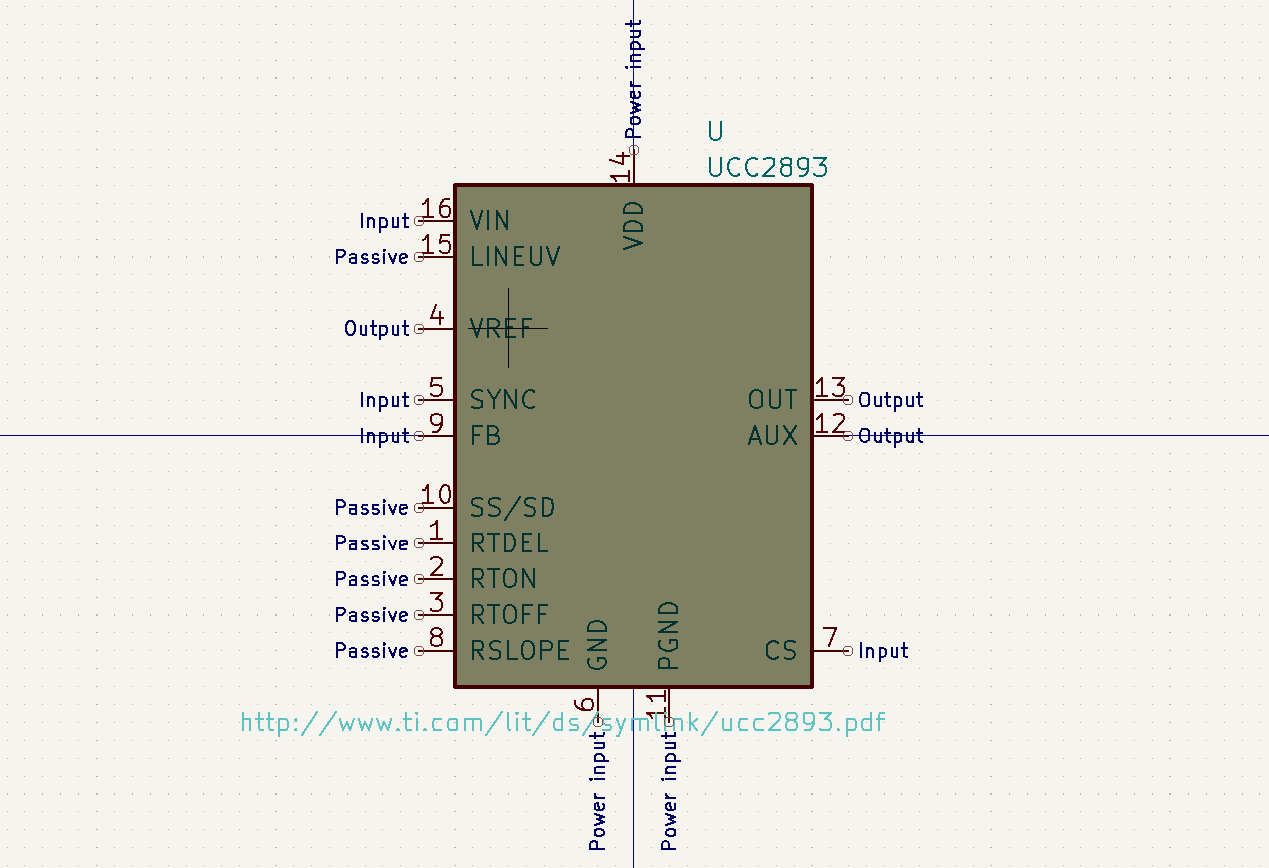 Power input
14
U
UCC2893
Input 16 VIN
VDD
Passive 15 LINEUV
Output 4 VREF
Input 5 SYNC
OUT 13 Output
Input 9 FB
AUX 12 Output
Passive 10 SS/SD
Passive 1 RTDEL
Passive 2 RTON
Passive 3 RTOFF
Passive 8 RSLOPE
GND
PGND
CS 7 Input
6
11
http://www.ti.com/lit/ds/symlink/ucc2893.pdf
Power input
Power input